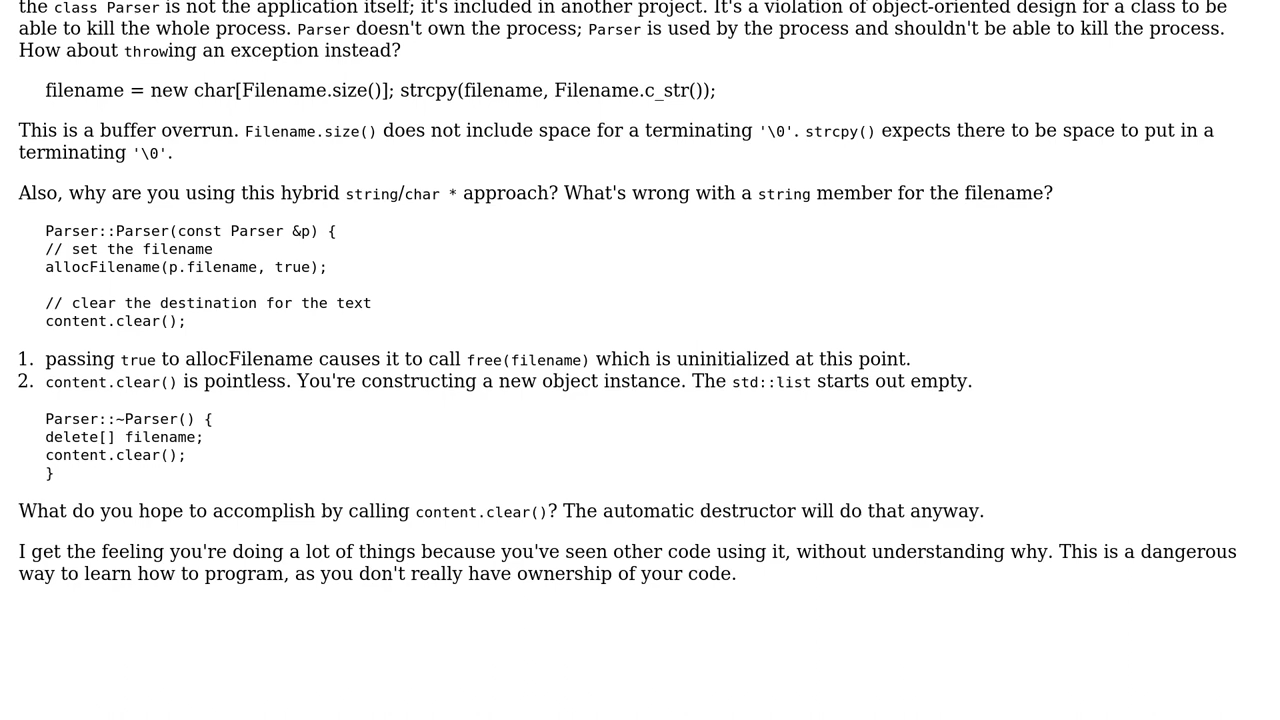 the class Parser is not the application itself; it's included in another project. It's a violation of object-oriented design for a class to be
able to kill the whole process. Parser doesn't own the process; Parser is used by the process and shouldn't be able to kill the process.
How about throwing an exception instead?
filename = new char[Filename.size()]; strcpy(filename, Filename.c_str());
This is a buffer overrun. Filename.size() does not include space for a terminating '\0'. strcpy() expects there to be space to put in a
terminating '\0'.
Also, why are you using this hybrid string/char * approach? What's wrong with a string member for the filename?
Parser::Parser(const Parser &p) {
// set the filename
allocFilename(p.filename, true);
// clear the destination for the text
content.clear();
1. passing true to allocFilename causes it to call free(filename) which is uninitialized at this point.
2. content.clear() is pointless. You're constructing a new object instance. The std::list starts out empty.
Parser::~Parser() {
delete[] filename;
content.clear();
}
What do you hope to accomplish by calling content.clear()? The automatic destructor will do that anyway.
I get the feeling you're doing a lot of things because you've seen other code using it, without understanding why. This is a dangerous
way to learn how to program, as you don't really have ownership of your code.